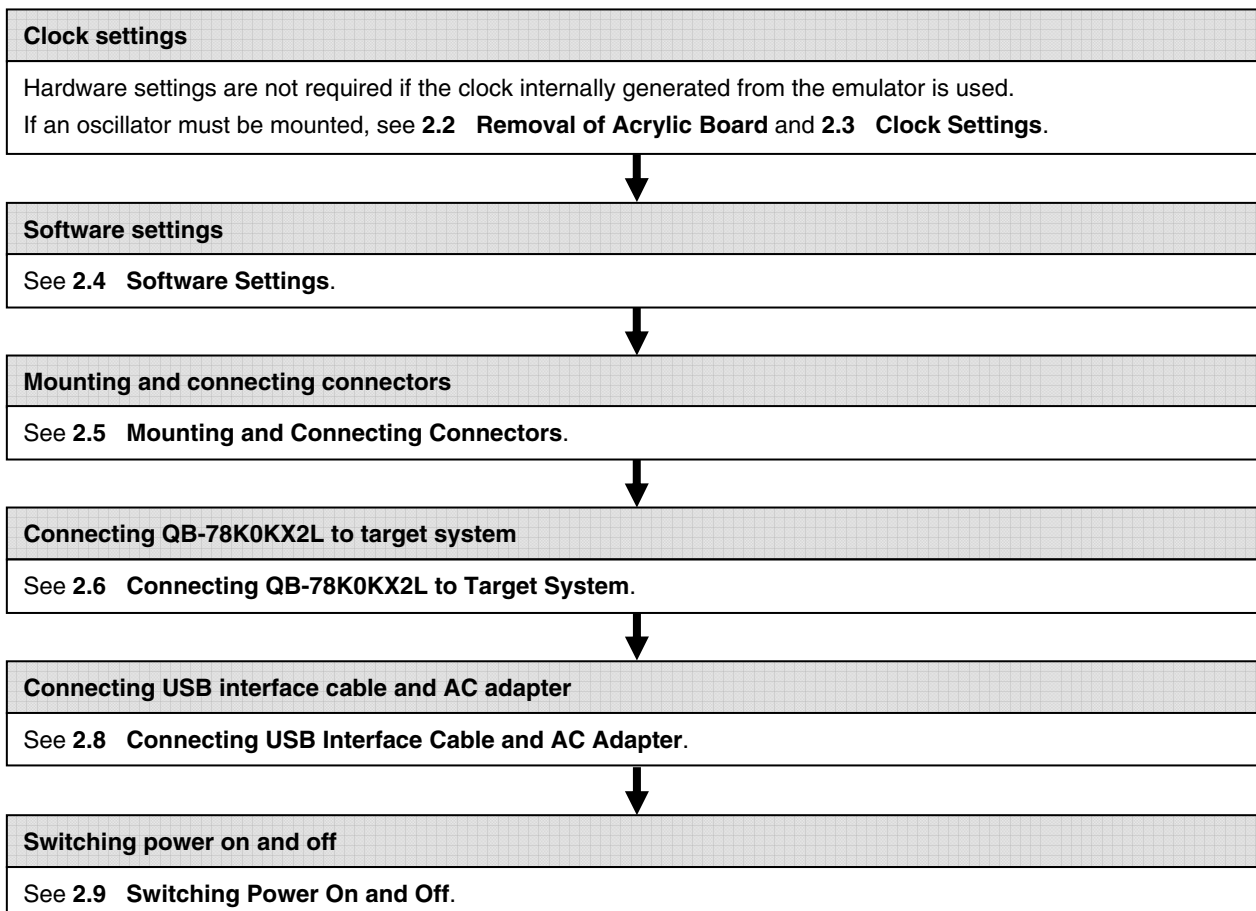 Clock settings
Hardware settings are not required if the clock internally generated from the emulator is used.
If an oscillator must be mounted, see 2.2 Removal of Acrylic Board and 2.3 Clock Settings.
Software settings
See 2.4 Software Settings.
Mounting and connecting connectors
See 2.5 Mounting and Connecting Connectors.
Connecting QB-78K0KX2L to target system
See 2.6 Connecting QB-78K0KX2L to Target System.
Connecting USB interface cable and AC adapter
See 2.8 Connecting USB Interface Cable and AC Adapter.
Switching power on and off
See 2.9 Switching Power On and Off.